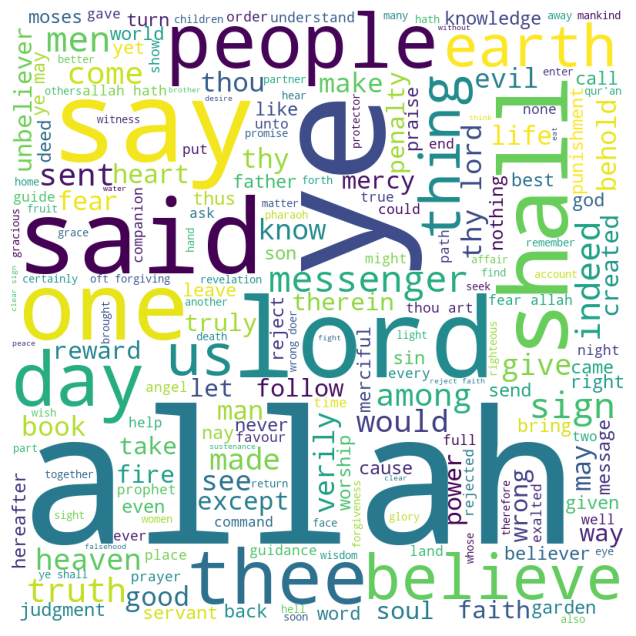 moses
gave
turn
children
order
understand
many
hath
away
mankind
men
world
show
people
knowledge
without
better
yet
thou
earth
partner
come
others
allah hath
brother
make
evil
call
enter
qur'an
unbeliever
deed
ye
may
say
desire
hear
like
unto
promise
penalty
praise
protector
thing
none
think
eat
shall
life
punishment
behold
witness
put
thy
end
home
sent
heart
father
forth
mercy
thy lord
nothing
best
god
guide
fear
companion
thus
water
matter
true
could
indeed
created
fruit
gracious
grace
said
pharaoh
hand
ask
know
path
remember
certainly
oft forgiving
revelation
son
might
affair
account
clear sign
another
messenger
find
one
leave
therein
thou art
seek
fear allah
truly
reject
brought
death
wrong doer
light
every
night
peace
reward
us
lord
fight
sin
merciful
reject faith
righteous
give
came
right
day
angel
let
follow
time
among
send
sign
wish
man
part
book
help
nay
never
favour
would
bring
two
take
made
verily
worship
full
may
message
together
sustenance
allah
fire
see
cause
power
rejected
wrong
given
hereafter
prophet
return
clear
therefore
exalted
well
sight
even
except
forgiveness
way
women
command
face
glory
ever
falsehood
heaven
place
guidance
wisdom
land
whose
believer
eye
ye shall
thee
believe
truth
prayer
hell
good
judgment
servant
back
soon
word
soul
faith
garden
also